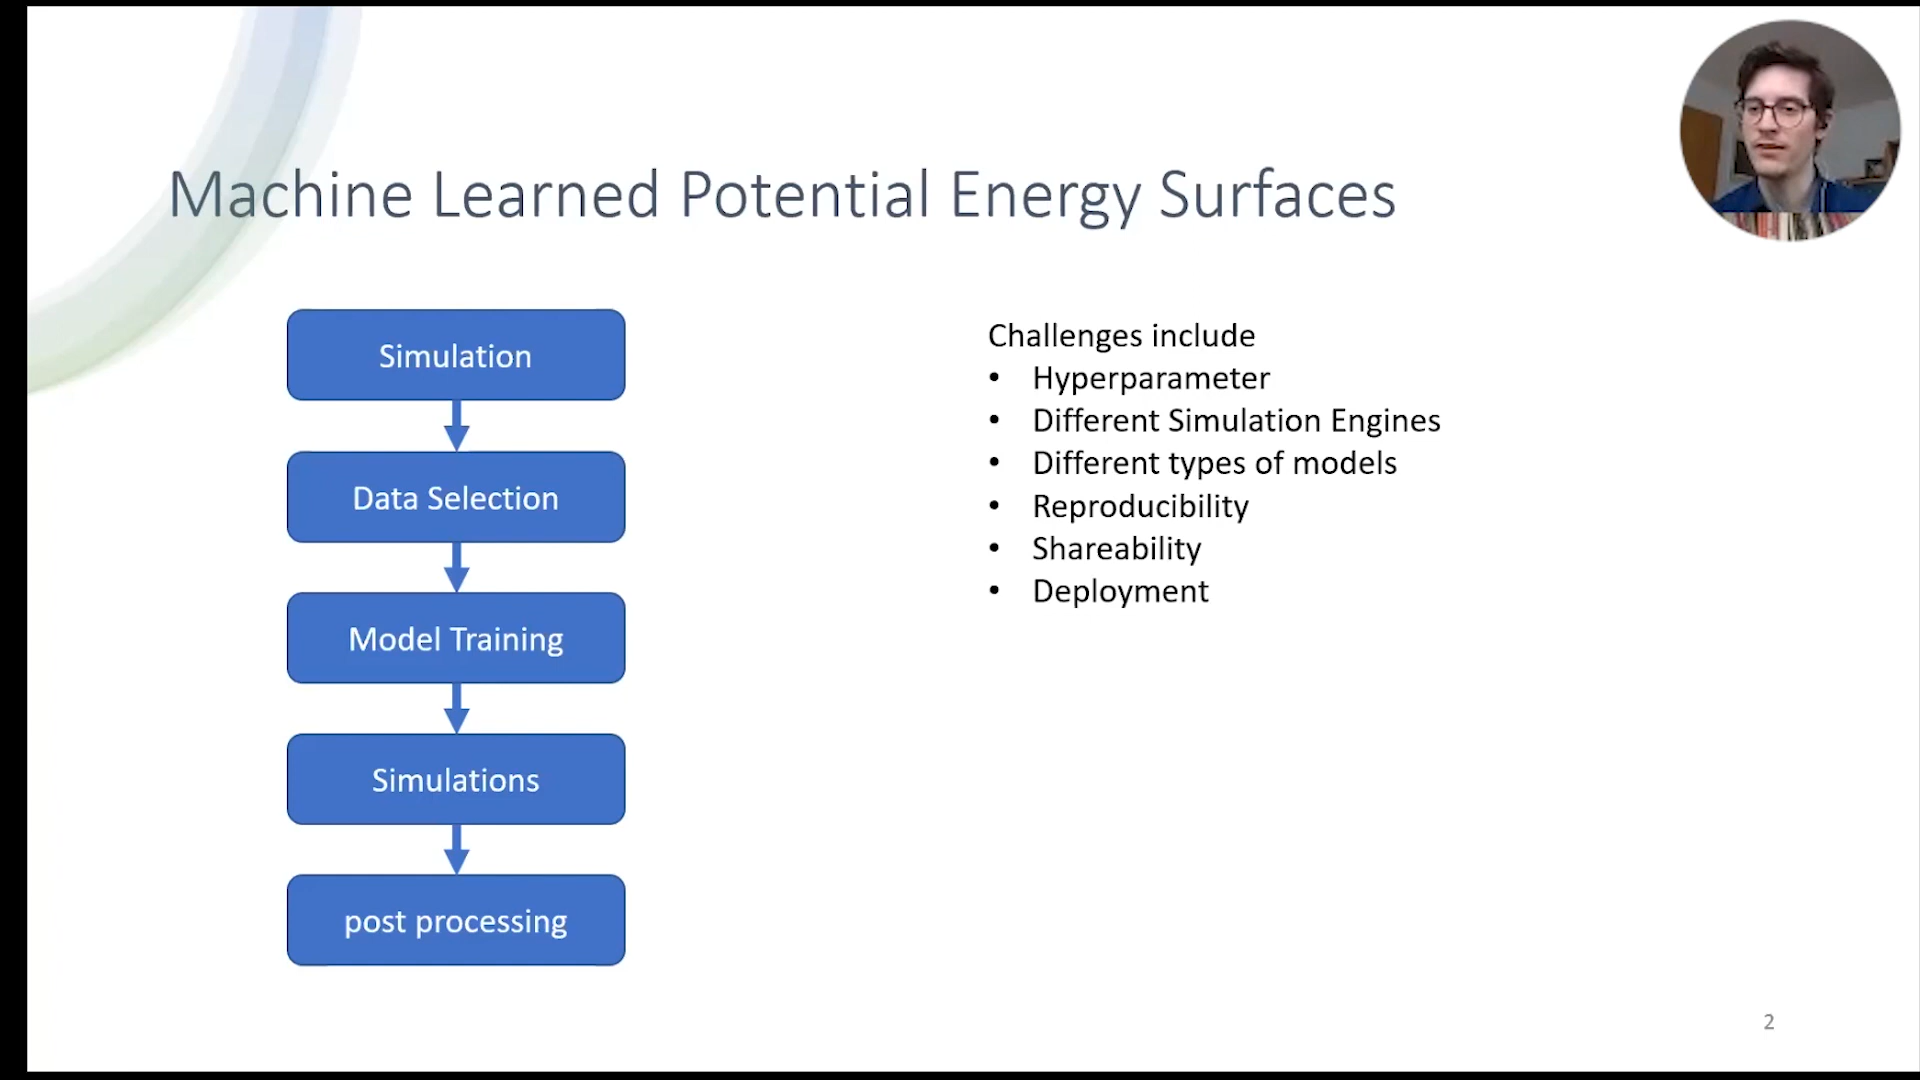 Machine Learned Potential Energy Surfaces
Simulation
Data Selection
Model Training
Simulations
post processing
Challenges include
• Hyperparameter
• Different Simulation Engines
• Different types of models
• Reproducibility
• Shareability
• Deployment
2